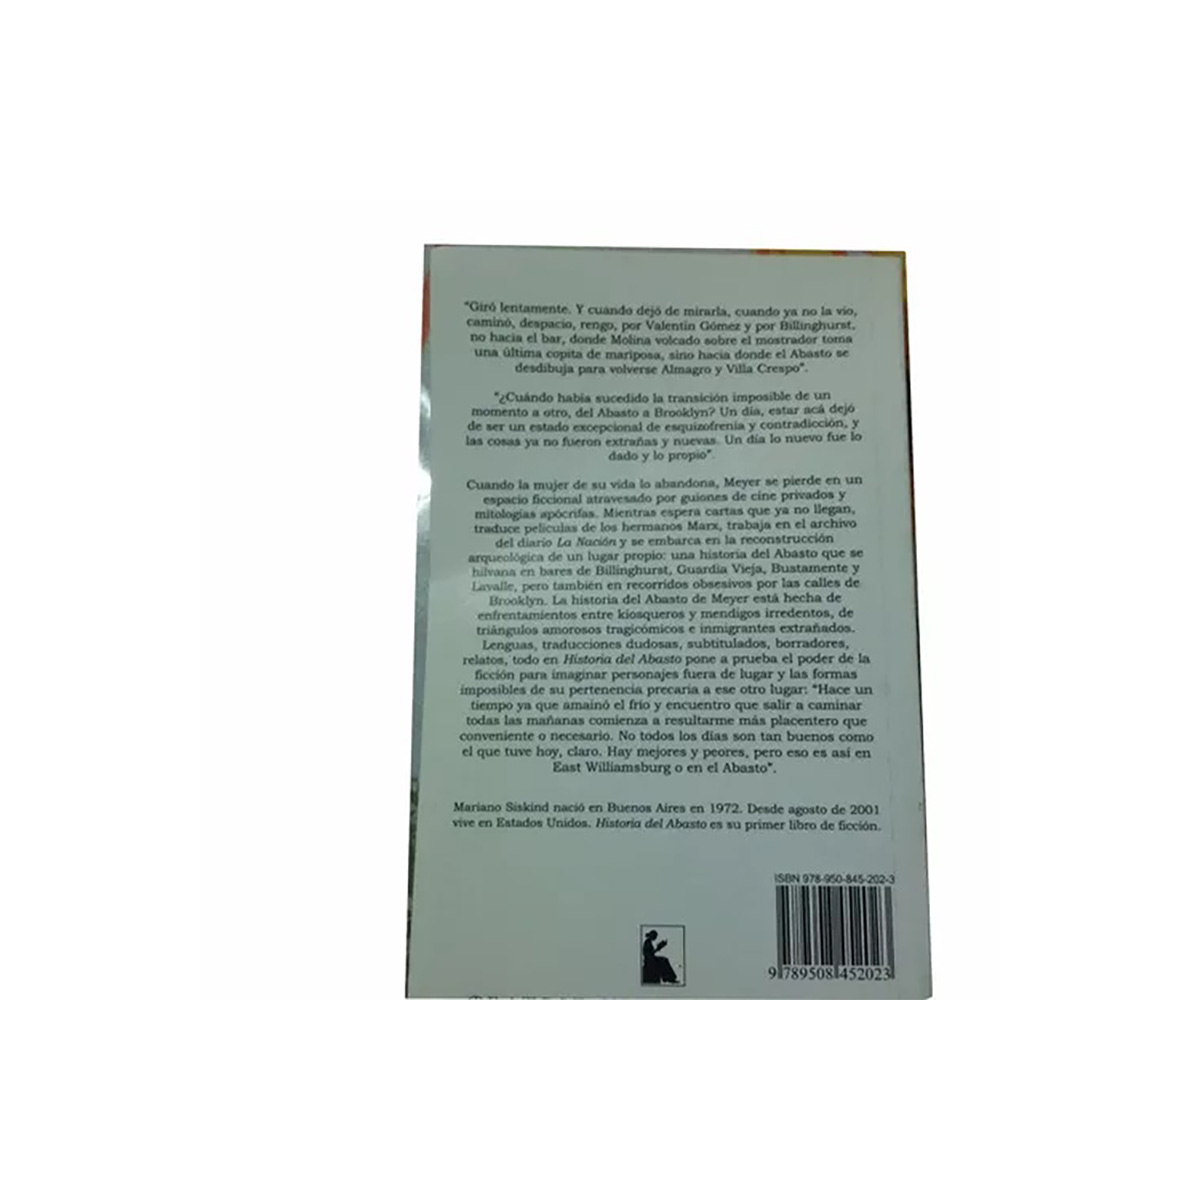 "Giró lentamente. Y cuando dejó de mirarla, cuando ya no la vio,
caminó, despacio, rengo, por Valentín Gómez y por Billinghurst,
no hacia el bar, donde Molina volcado sobre el mostrador toma
una última copita de mariposa, sino hacia donde el Abasto se
desdibuja para volverse Almagro y Villa Crespo".
"¿Cuándo había sucedido la transición imposible de un
momento a otro, del Abasto a Brooklyn? Un día, estar acá dejó
de ser un estado excepcional de esquizofrenia y contradicción, y
las cosas ya no fueron extrañas y nuevas. Un día lo nuevo fue lo
dado y lo propio".
Cuando la mujer de su vida lo abandona, Meyer se pierde en un
espacio ficcional atravesado por guiones de cine privados y
mitologías apócrifas. Mientras espera cartas que ya no llegan,
traduce películas de los hermanos Marx, trabaja en el archivo
del diario La Nación y se embarca en la reconstrucción
arqueológica de un lugar propio: una historia del Abasto que se
hilvana en bares de Billinghurst, Guardia Vieja, Bustamente y
Lavalle, pero también en recorridos obsesivos por las calles de
Brooklyn. La historia del Abasto de Meyer está hecha de
enfrentamientos entre kiosqueros y mendigos irredentos, de
triángulos amorosos tragicómicos e inmigrantes extrañados.
Lenguas, traducciones dudosas, subtitulados, borradores,
relatos, todo en Historia del Abasto pone a prueba el poder de la
ficción para imaginar personajes fuera de lugar y las formas
imposibles de su pertenencia precaria a ese otro lugar: "Hace un
tiempo ya que amainó el frío y encuentro que salir a caminar
todas las mañanas comienza a resultarme más placentero que
conveniente o necesario. No todos los días son tan buenos como
el que tuve hoy, claro. Hay mejores y peores, pero eso es así en
East Williamsburg o en el Abasto".
Mariano Siskind nació en Buenos Aires en 1972. Desde agosto de 2001
vive en Estados Unidos. Historia del Abasto es su primer libro de ficción.
ISBN 978-950-845-202-3
9 789508 452023